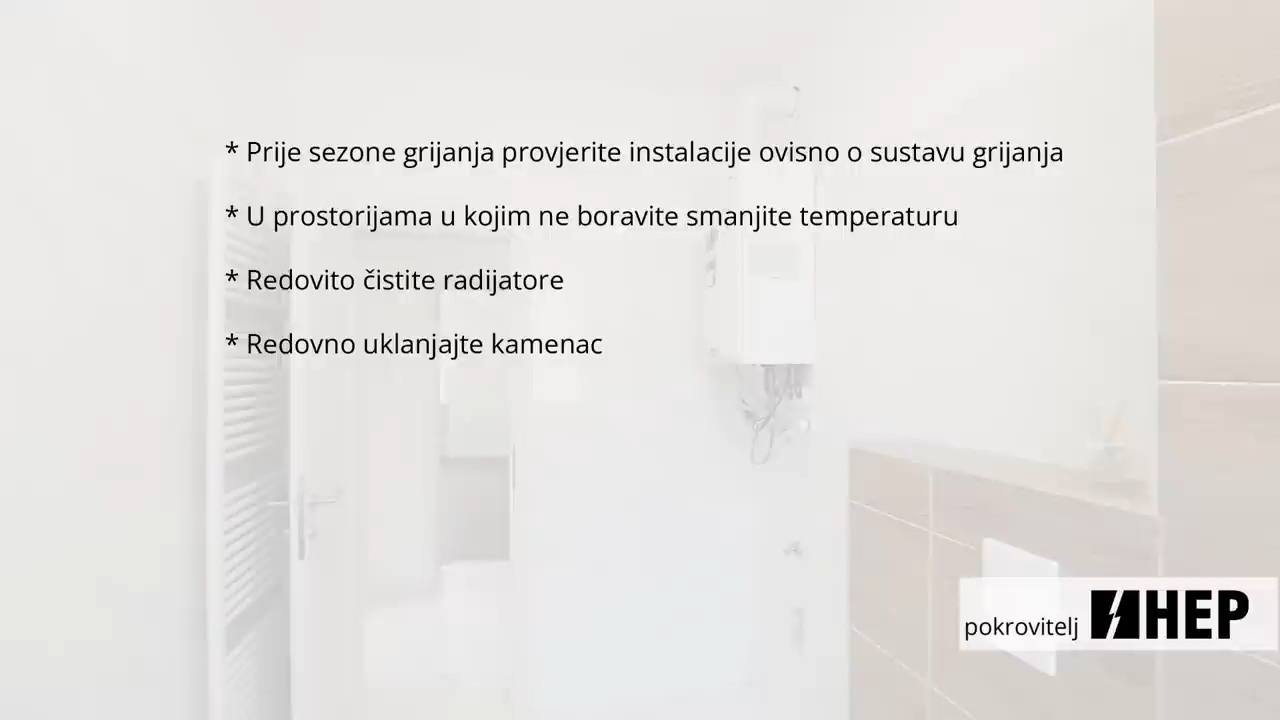 * Prije sezone grijanja provjerite instalacije ovisno o sustavu grijanja
* U prostorijama u kojim ne boravite smanjite temperaturu
* Redovito čistite radijatore
* Redovno uklanjajte kamenac
pokrovitelj HEP